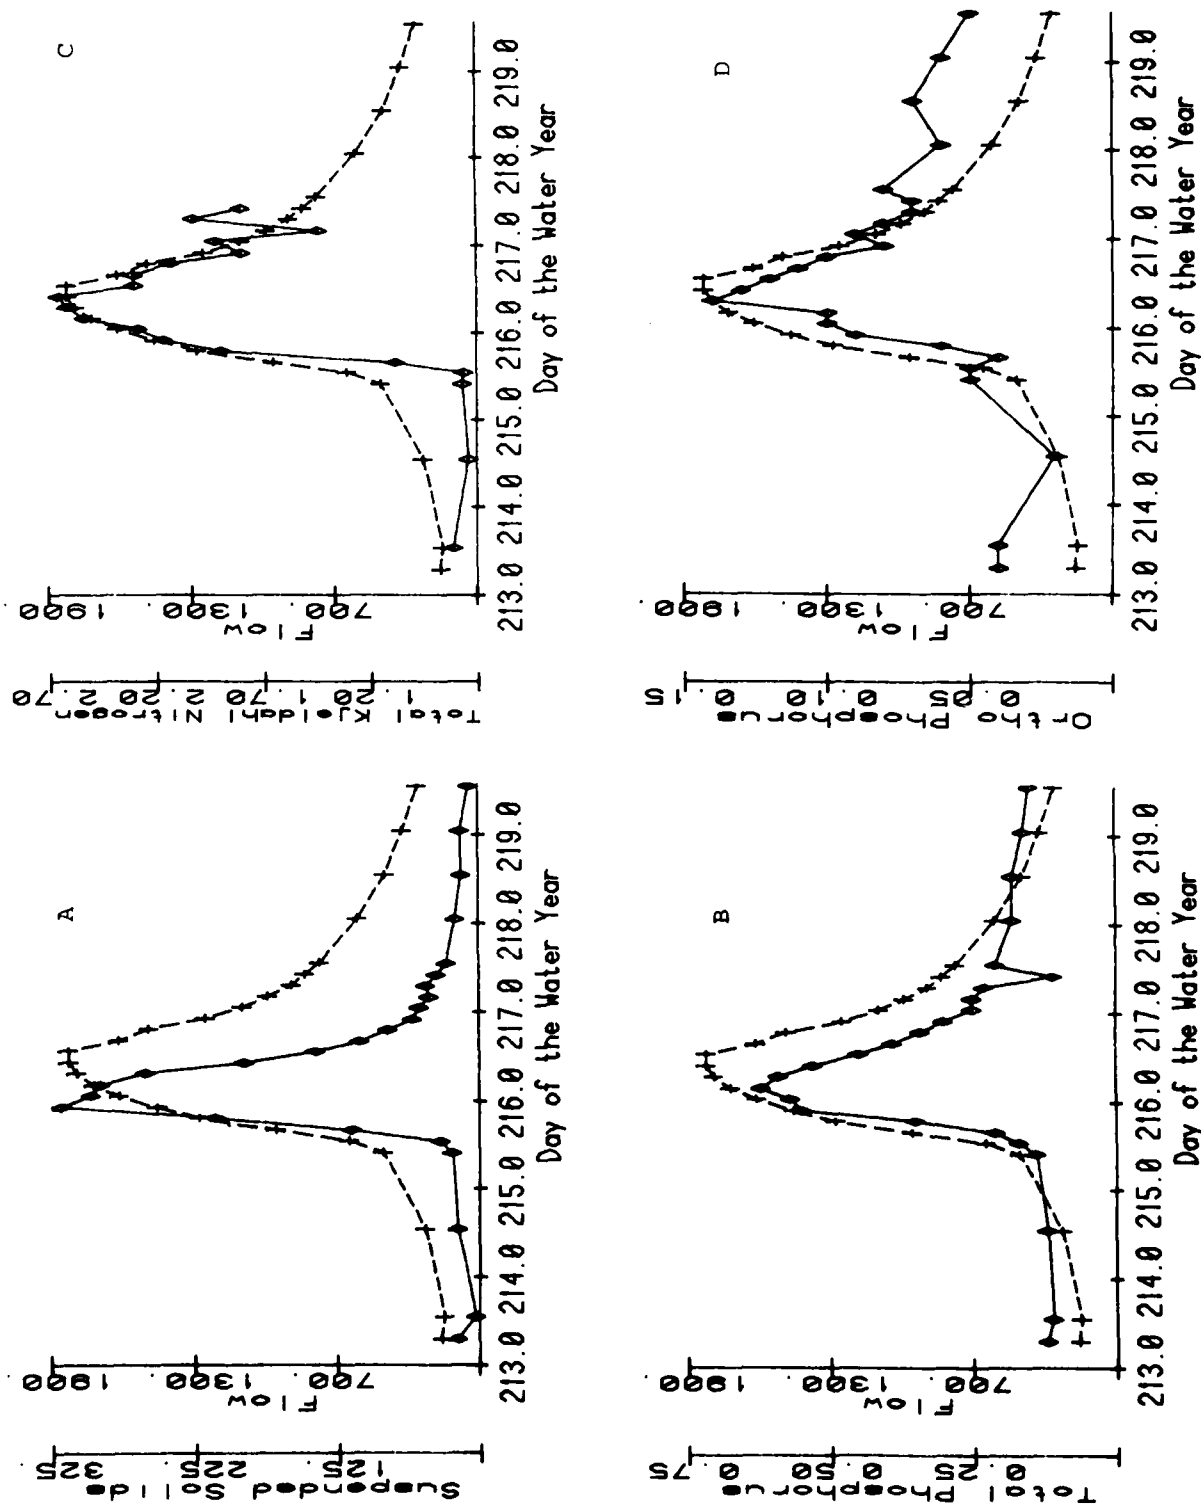 A
Suspended Solids
325.
225.
125.
Flow
1900.
1300.
700.
213.0 214.0 215.0 216.0 217.0 218.0 219.0
Day of the Water Year
B
Total Phosphorus
0.75
0.50
0.25
Flow
1900.
1300.
700.
213.0 214.0 215.0 216.0 217.0 218.0 219.0
Day of the Water Year
C
Total Kjeldahl Nitrogen
2.70
2.20
1.70
1.20
Flow
1900.
1300.
700.
213.0 214.0 215.0 216.0 217.0 218.0 219.0
Day of the Water Year
D
Ortho Phosphorus
0.10
0.05
Flow
1900.
1300.
700.
213.0 214.0 215.0 216.0 217.0 218.0 219.0
Day of the Water Year